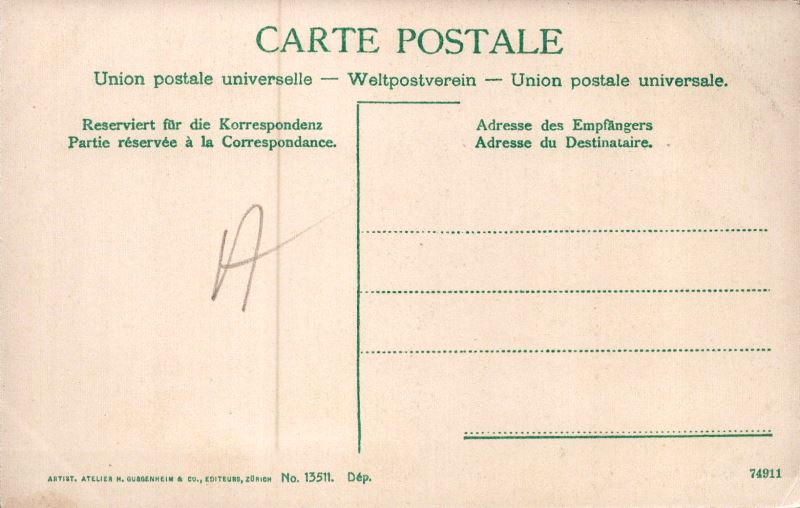 CARTE POSTALE
Union postale universelle — Weltpostverein — Union postale universale.
Reserviert für die Korrespondenz
Partie réservée à la Correspondance.
Adresse des Empfängers
Adresse du Destinataire.
ARTIST. ATELIER H. GUGGENHEIM & CO., EDITEURS, ZÜRICH No. 13511. Dép.
74911